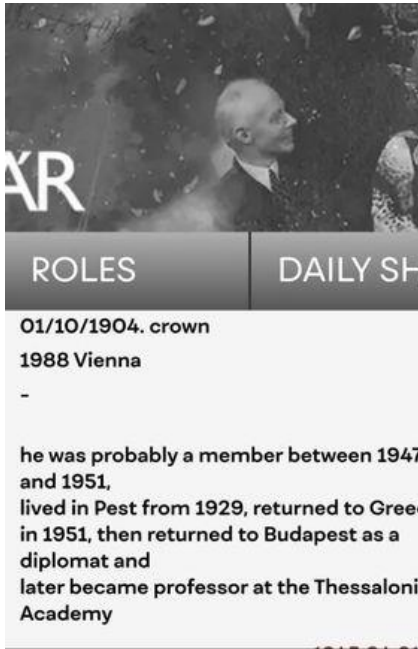 ÁR
ROLES
DAILY SH
01/10/1904. crown
1988 Vienna
-
he was probably a member between 1947
and 1951,
lived in Pest from 1929, returned to Gree
in 1951, then returned to Budapest as a
diplomat and
later became professor at the Thessaloni
Academy